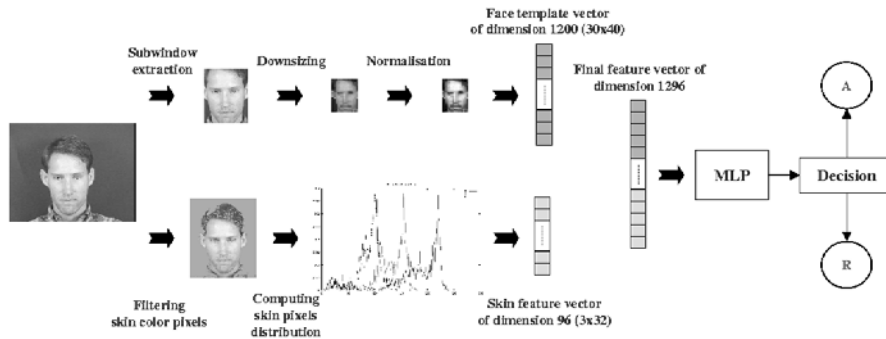 Face template vector
of dimension 1200 (30x40)
Subwindow
extraction
Downsizing
Normalisation
Final feature vector of
dimension 1296
A
MLP
Decision
R
Filtering
skin color pixels
Computing
skin pixels
distribution
Skin feature vector
of dimension 96 (3x32)